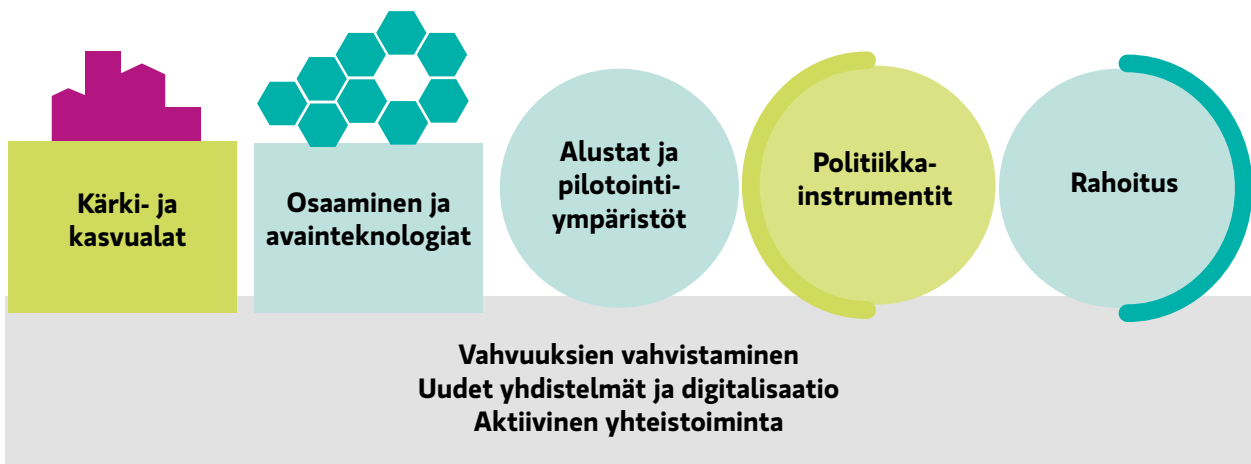 Kärki- ja
kasvualat
Osaaminen ja
avainteknologiat
Alustat ja
pilotointi-
ympäristöt
Politiikka-
instrumentit
Rahoitus
Vahvuuksien vahvistaminen
Uudet yhdistelmät ja digitalisaatio
Aktiivinen yhteistoiminta